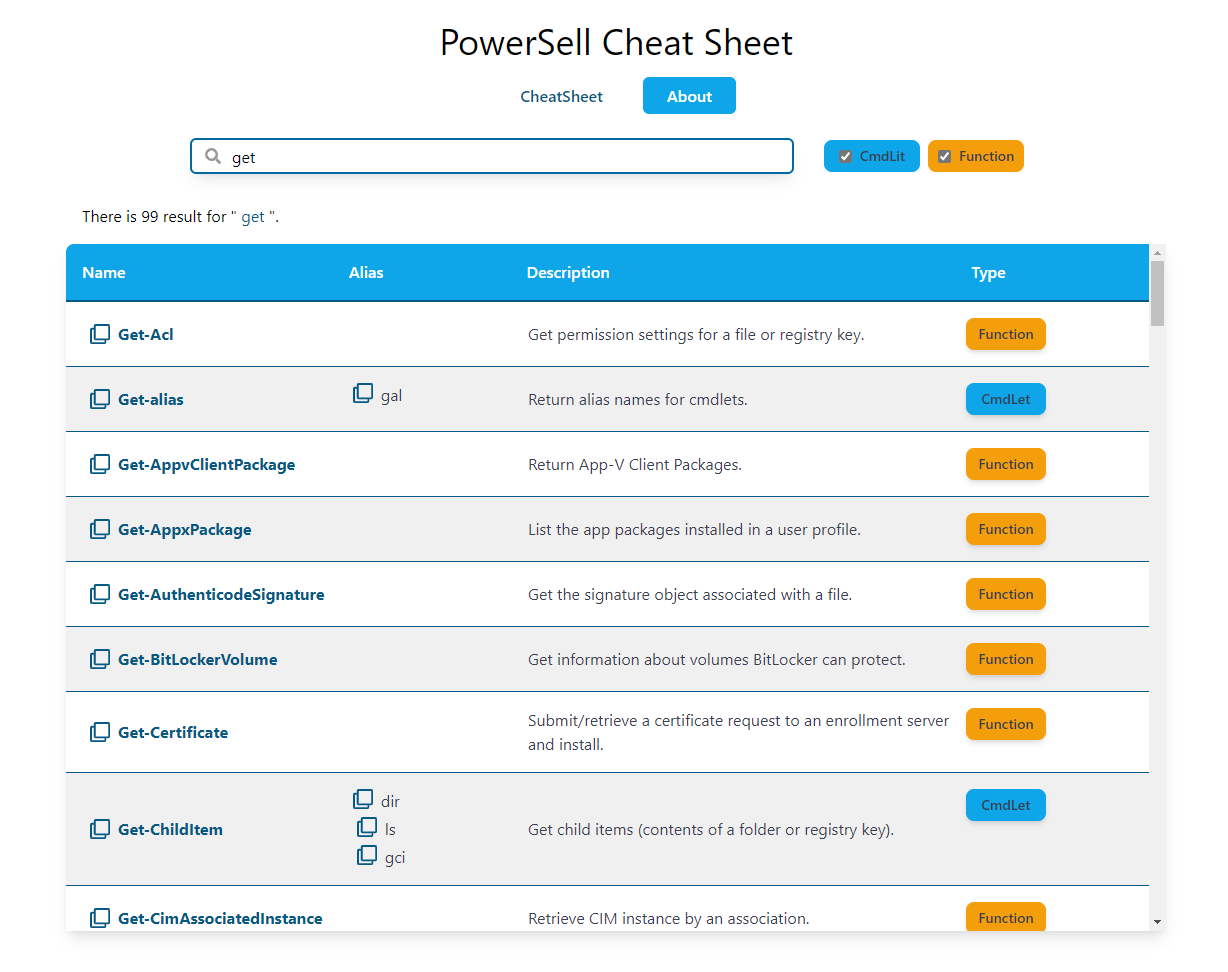 PowerSell Cheat Sheet
CheatSheet About
get CmdLit Function
There is 99 result for " get ".
Name Alias Description Type
Get-Acl Get permission settings for a file or registry key. Function
Get-alias gal Return alias names for cmdlets. CmdLet
Get-AppvClientPackage Return App-V Client Packages. Function
Get-AppxPackage List the app packages installed in a user profile. Function
Get-AuthenticodeSignature Get the signature object associated with a file. Function
Get-BitLockerVolume Get information about volumes BitLocker can protect. Function
Get-Certificate Submit/retrieve a certificate request to an enrollment server Function
and install.
Get-ChildItem dir Get child items (contents of a folder or registry key). CmdLet
ls
gci
Get-CimAssociatedInstance Retrieve CIM instance by an association. Function